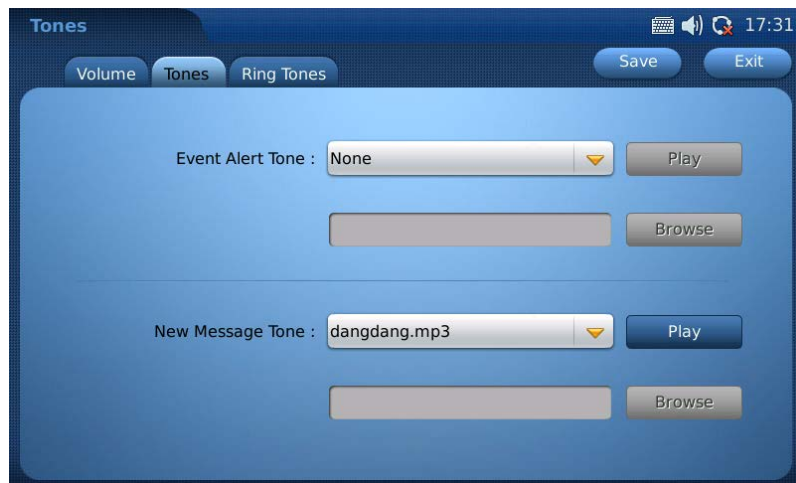 Tones 17:31
Volume Tones Ring Tones Save Exit
Event Alert Tone : None Play
Browse
New Message Tone : dangdang.mp3 Play
Browse